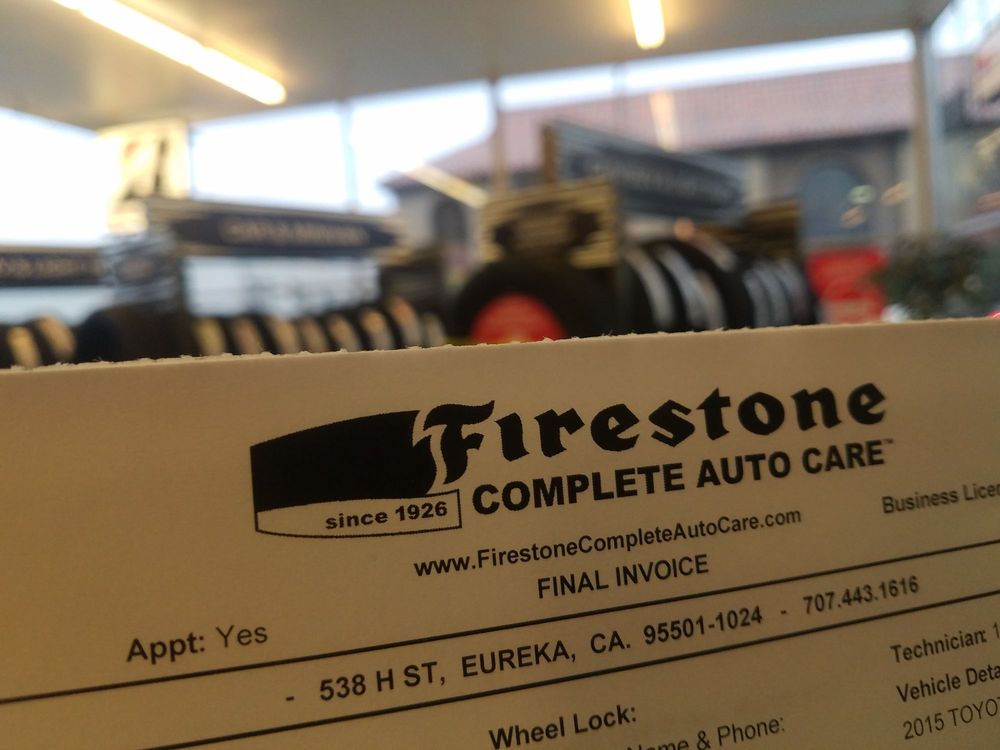 Firestone
COMPLETE AUTO CARE™
since 1926
www.FirestoneCompleteAutoCare.com
Business Licen
FINAL INVOICE
Appt: Yes
- 538 H ST, EUREKA, CA. 95501-1024 - 707.443.1616
Technician: 1
Wheel Lock:
Vehicle Deta
Name & Phone:
2015 TOYO